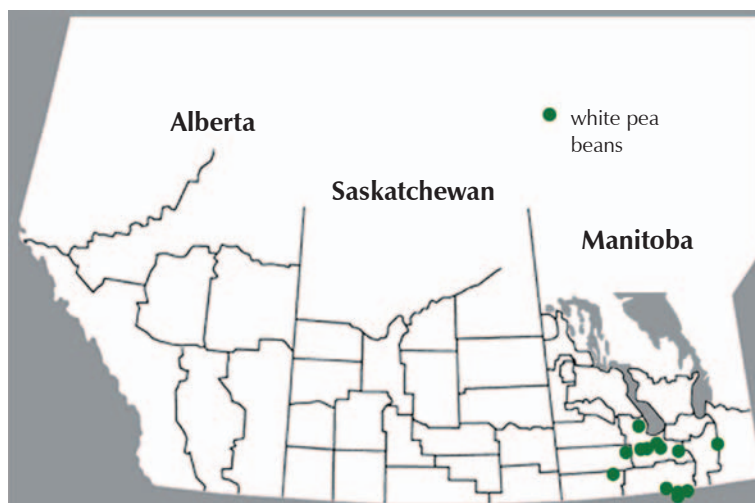 Alberta
white pea
beans
Saskatchewan
Manitoba